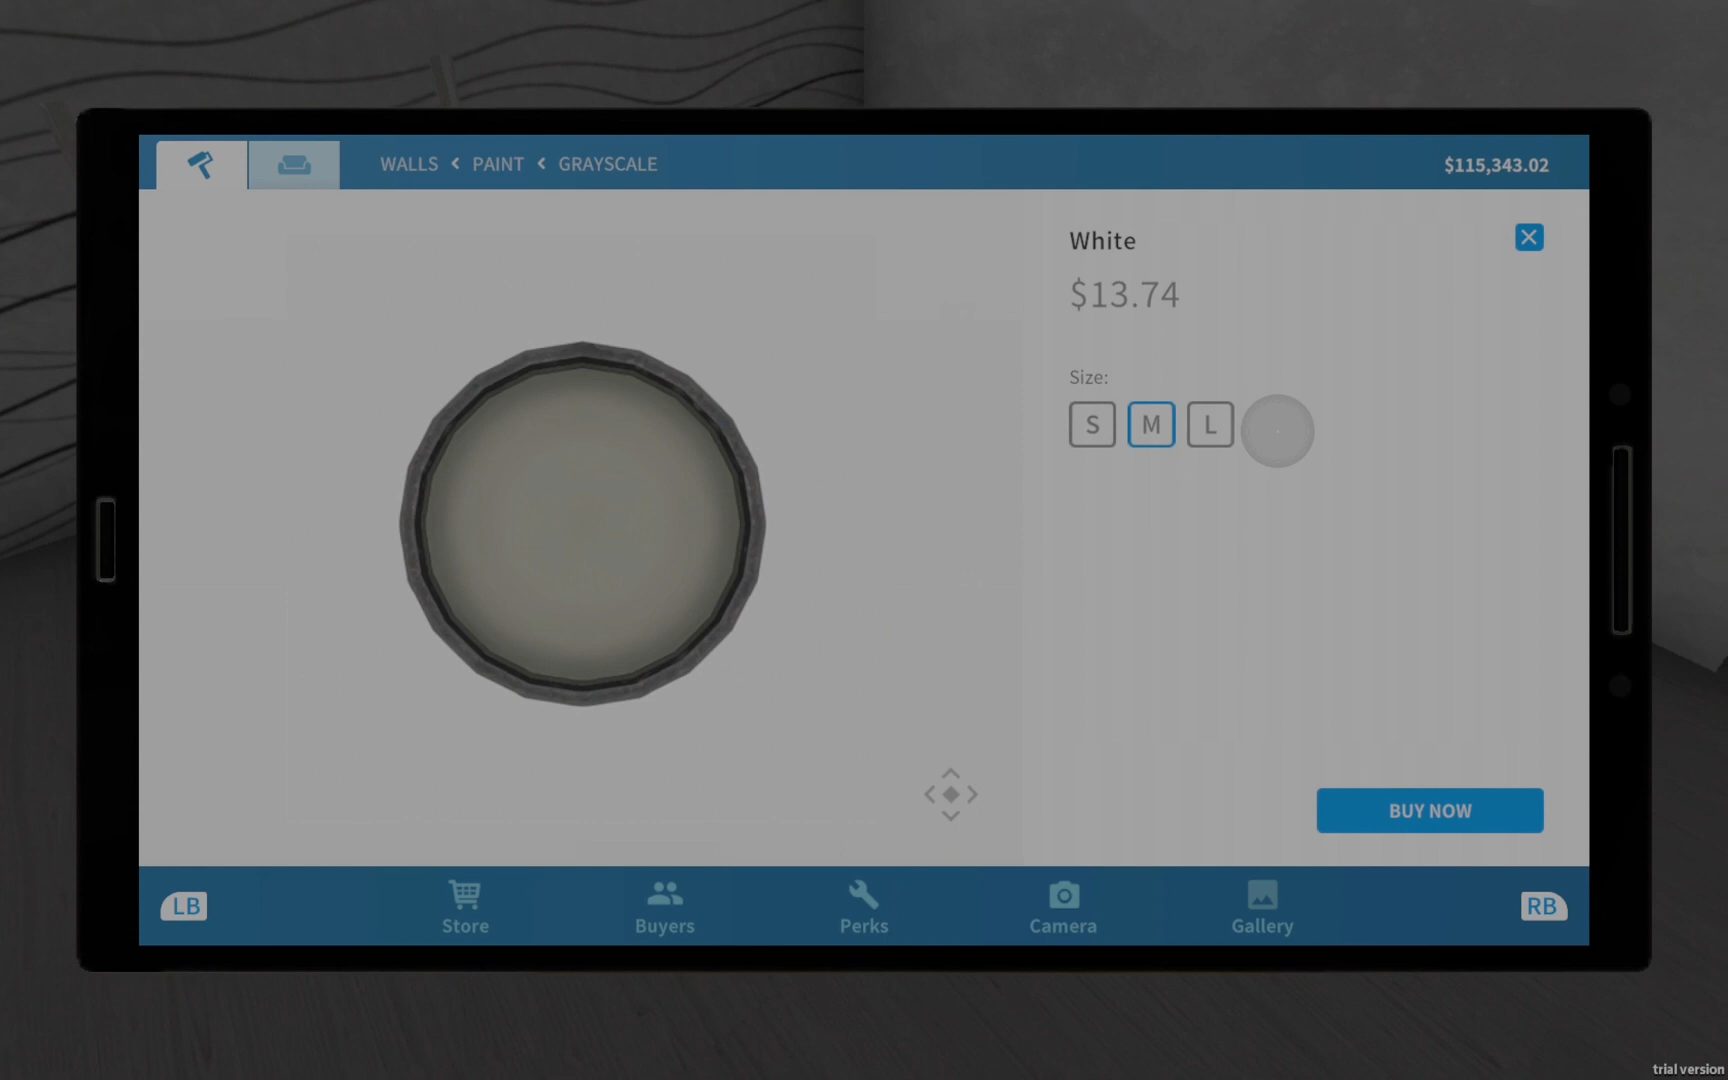 WALLS < PAINT < GRAYSCALE
$115,343.02
White
$13.74
Size:
S M L
BUY NOW
LB
Store
Buyers
Perks
Camera
Gallery
RB
trial version